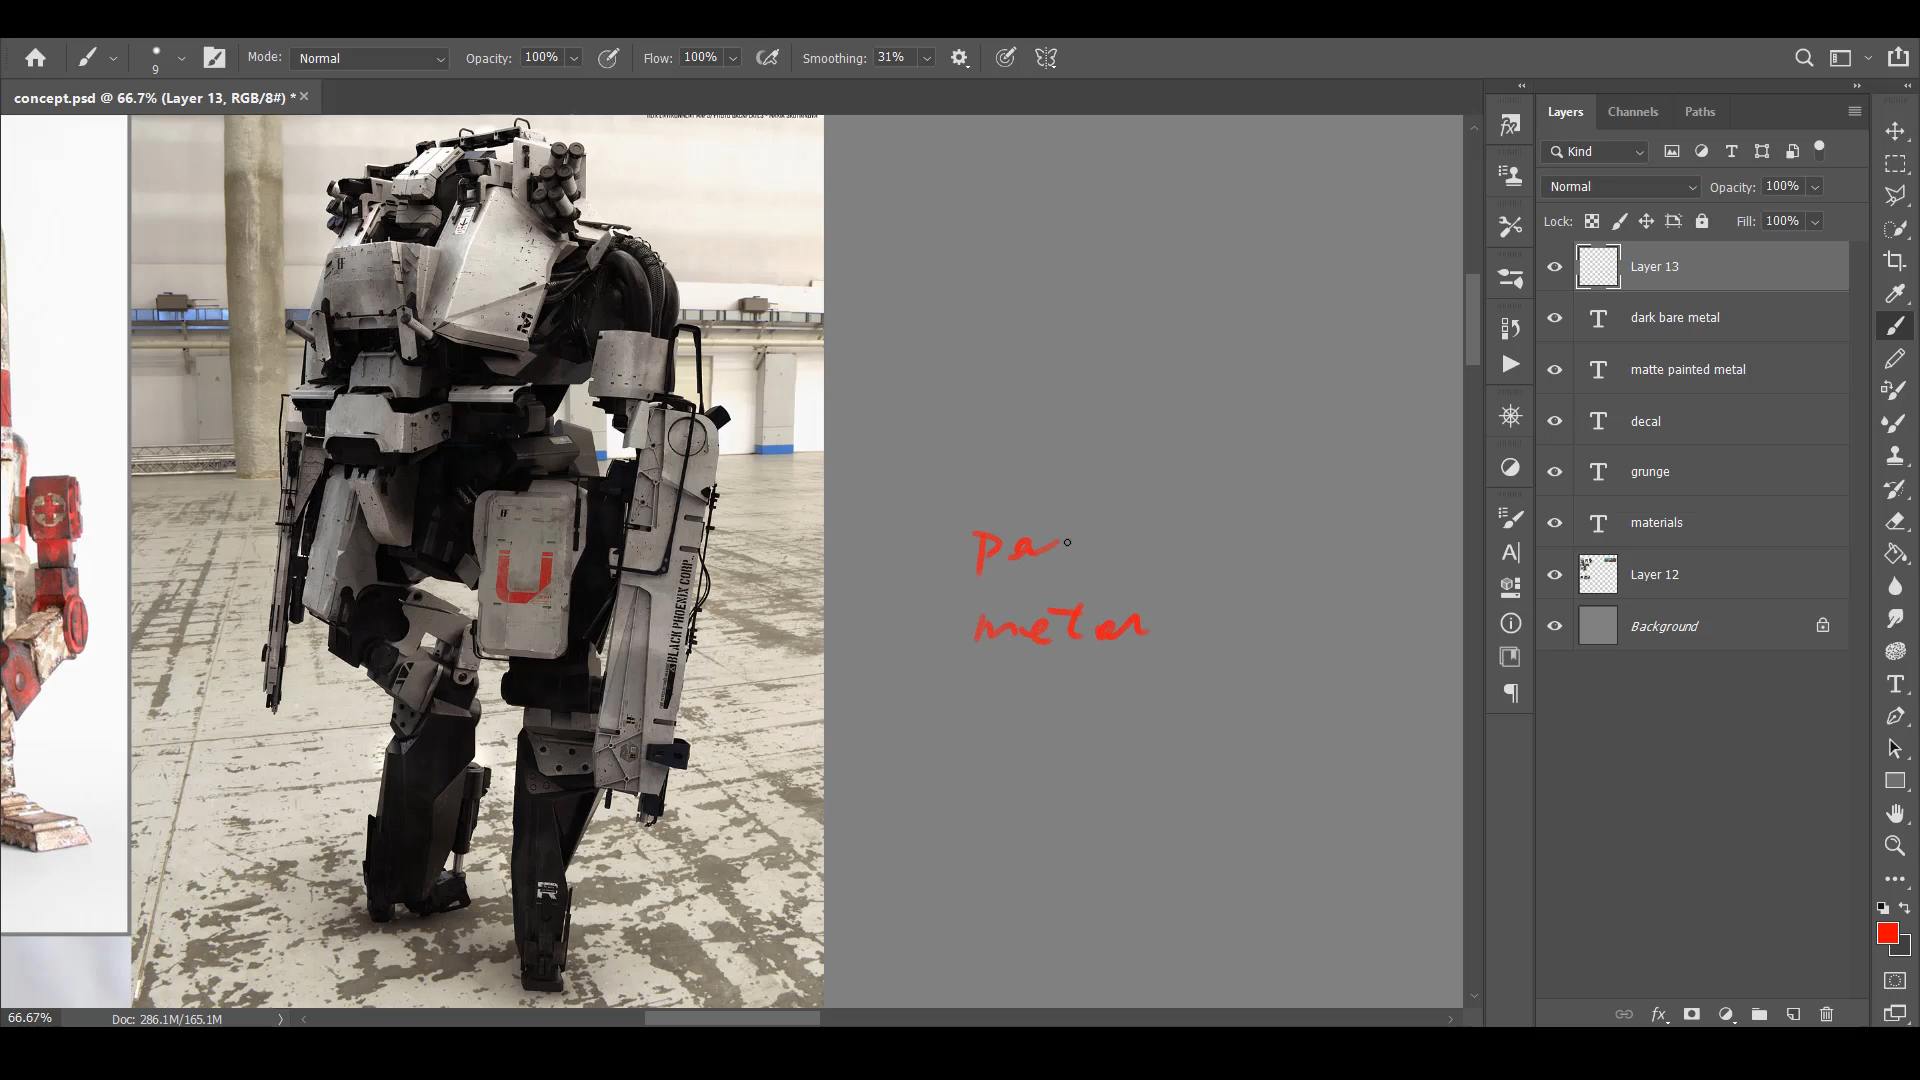 9
Mode:
Normal
Opacity:
100%
Flow:
100%
Smoothing:
31%
concept.psd @ 66.7% (Layer 13, RGB/8#) *
Layers
Channels
Paths
Kind
Normal
Opacity:
100%
Lock:
Fill:
100%
Layer 13
T dark bare metal
T matte painted metal
T decal
T grunge
T materials
Layer 12
Background
M
U
BLACK PHOENIX CORP.
R
pa
metal
66.67%
Doc: 286.1M/165.1M